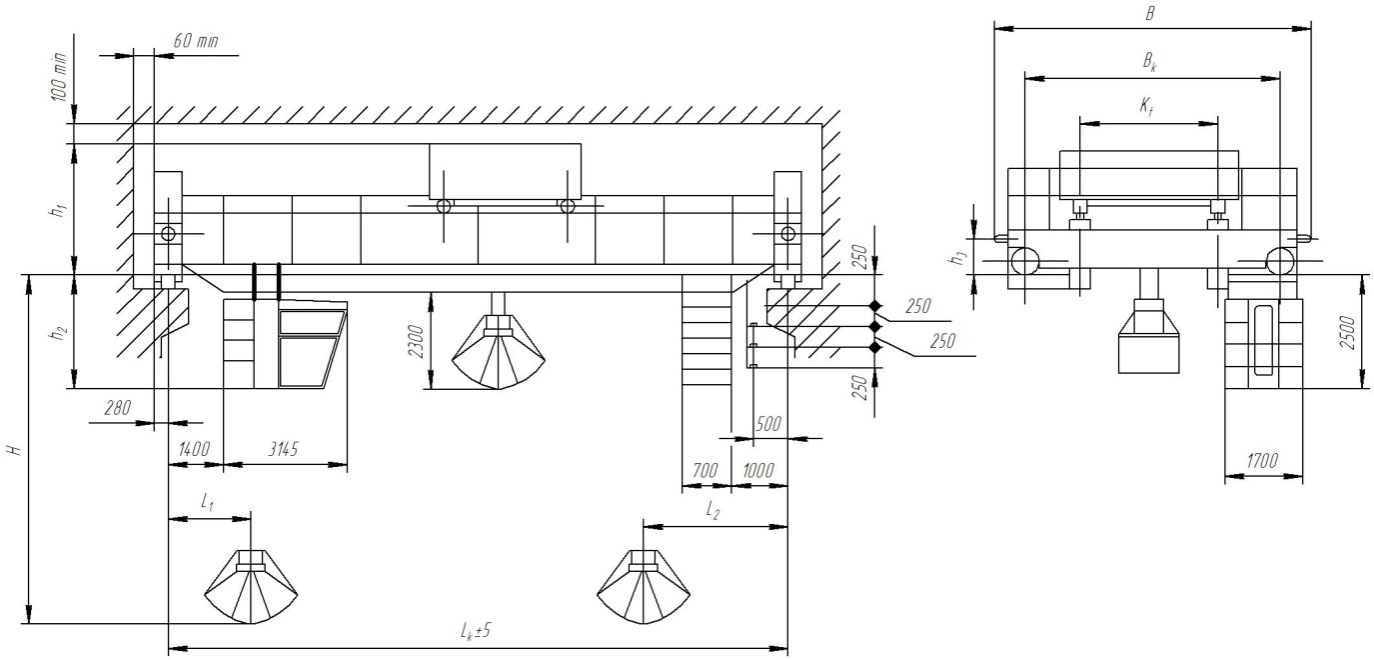 60 min
100 min
h₁
h₂
H
280
1400
3145
L₁
2300
700
1000
500
L₂
250
250
250
250
Lₖ±5
B
Bₖ
Kₜ
h₃
2500
1700